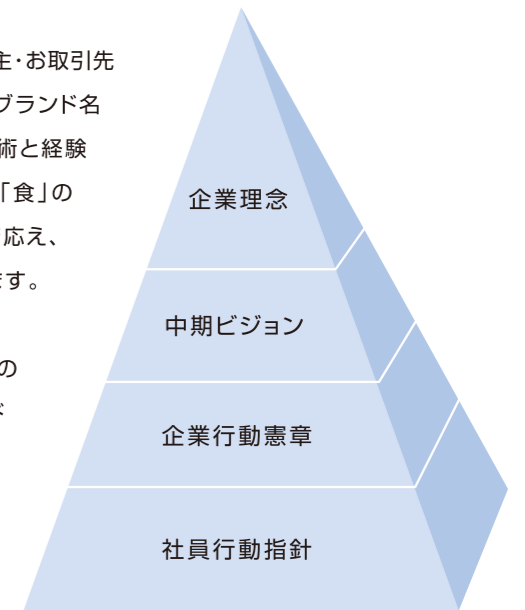 主・お取引先
ブランド名
術と経験
「食」の
応え、
ます。
の
企業理念
中期ビジョン
企業行動憲章
社員行動指針